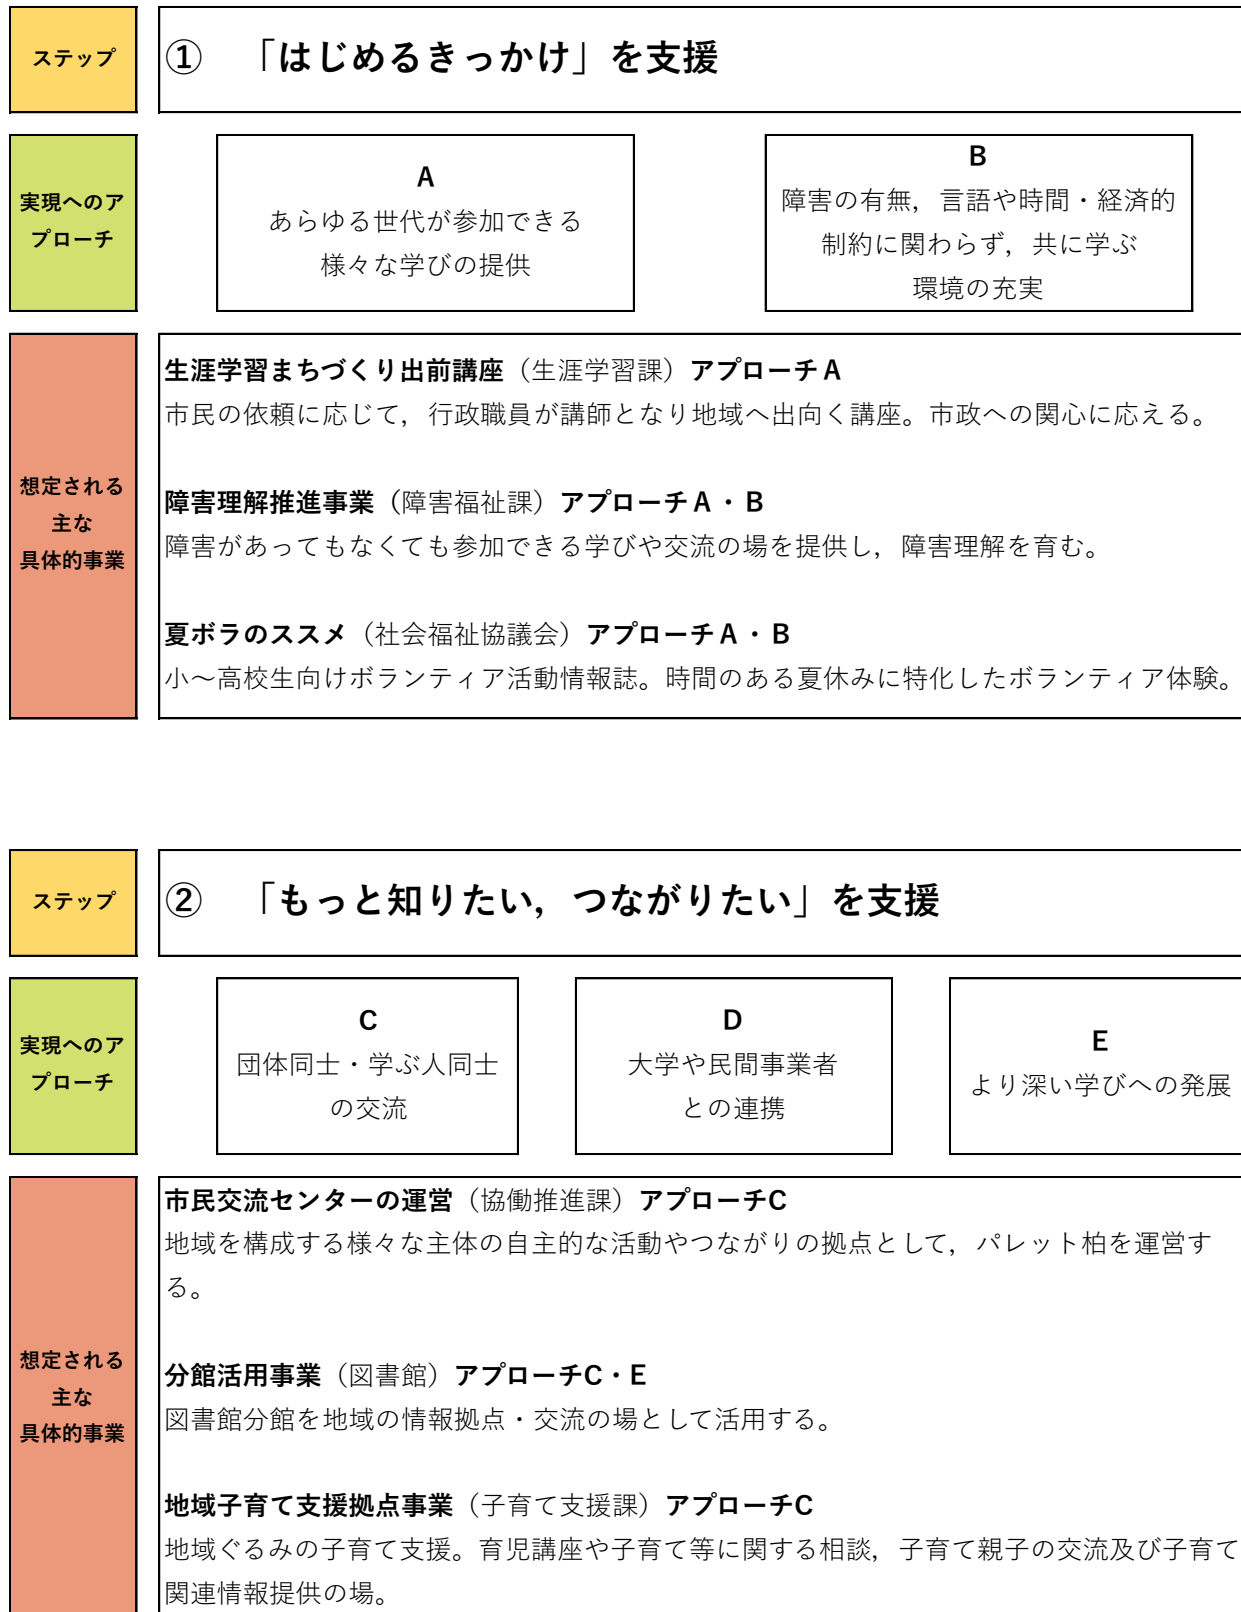 ステップ
① 「はじめるきっかけ」を支援
実現へのア
プローチ
A
あらゆる世代が参加できる
様々な学びの提供
B
障害の有無，言語や時間・経済的
制約に関わらず，共に学ぶ
環境の充実
想定される
主な
具体的事業
生涯学習まちづくり出前講座（生涯学習課）アプローチＡ
市民の依頼に応じて，行政職員が講師となり地域へ出向く講座。市政への関心に応える。
障害理解推進事業（障害福祉課）アプローチＡ・Ｂ
障害があってもなくても参加できる学びや交流の場を提供し，障害理解を育む。
夏ボラのススメ（社会福祉協議会）アプローチＡ・Ｂ
小～高校生向けボランティア活動情報誌。時間のある夏休みに特化したボランティア体験。
ステップ
② 「もっと知りたい，つながりたい」を支援
実現へのア
プローチ
C
団体同士・学ぶ人同士
の交流
D
大学や民間事業者
との連携
E
より深い学びへの発展
想定される
主な
具体的事業
市民交流センターの運営（協働推進課）アプローチC
地域を構成する様々な主体の自主的な活動やつながりの拠点として，パレット柏を運営す
る。
分館活用事業（図書館）アプローチC・E
図書館分館を地域の情報拠点・交流の場として活用する。
地域子育て支援拠点事業（子育て支援課）アプローチC
地域ぐるみの子育て支援。育児講座や子育て等に関する相談，子育て親子の交流及び子育て
関連情報提供の場。